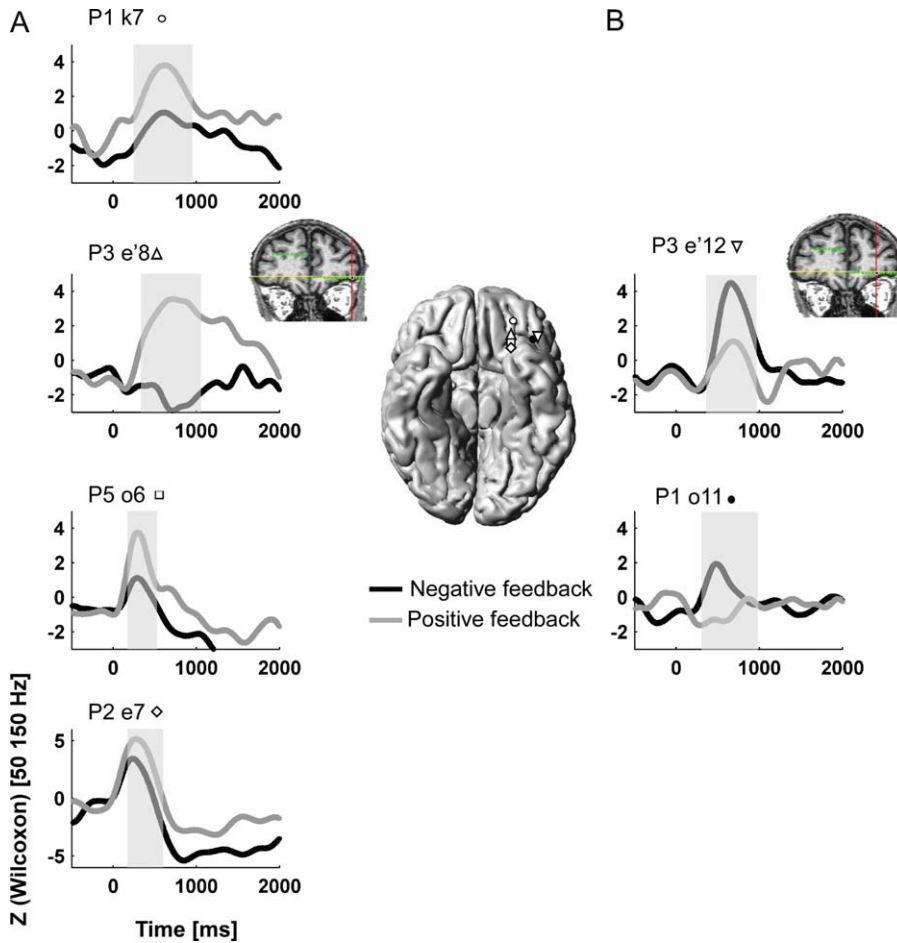 A
B
P1 k7 ○
4
2
0
-2
0 1000 2000
P3 e'8 △
4
2
0
-2
0 1000 2000
P3 e'12 ▽
4
2
0
-2
0 1000 2000
P5 o6 □
4
2
0
-2
0 1000 2000
P1 o11 ●
4
2
0
-2
0 1000 2000
Negative feedback
Positive feedback
P2 e7 ◇
5
0
-5
0 1000 2000
Z (Wilcoxon) [50 150 Hz]
Time [ms]